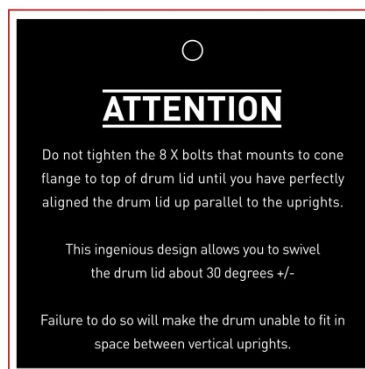 ATTENTION
Do not tighten the 8 X bolts that mounts to cone
flange to top of drum lid until you have perfectly
aligned the drum lid up parallel to the uprights.
This ingenious design allows you to swivel
the drum lid about 30 degrees +/-
Failure to do so will make the drum unable to fit in
space between vertical uprights.